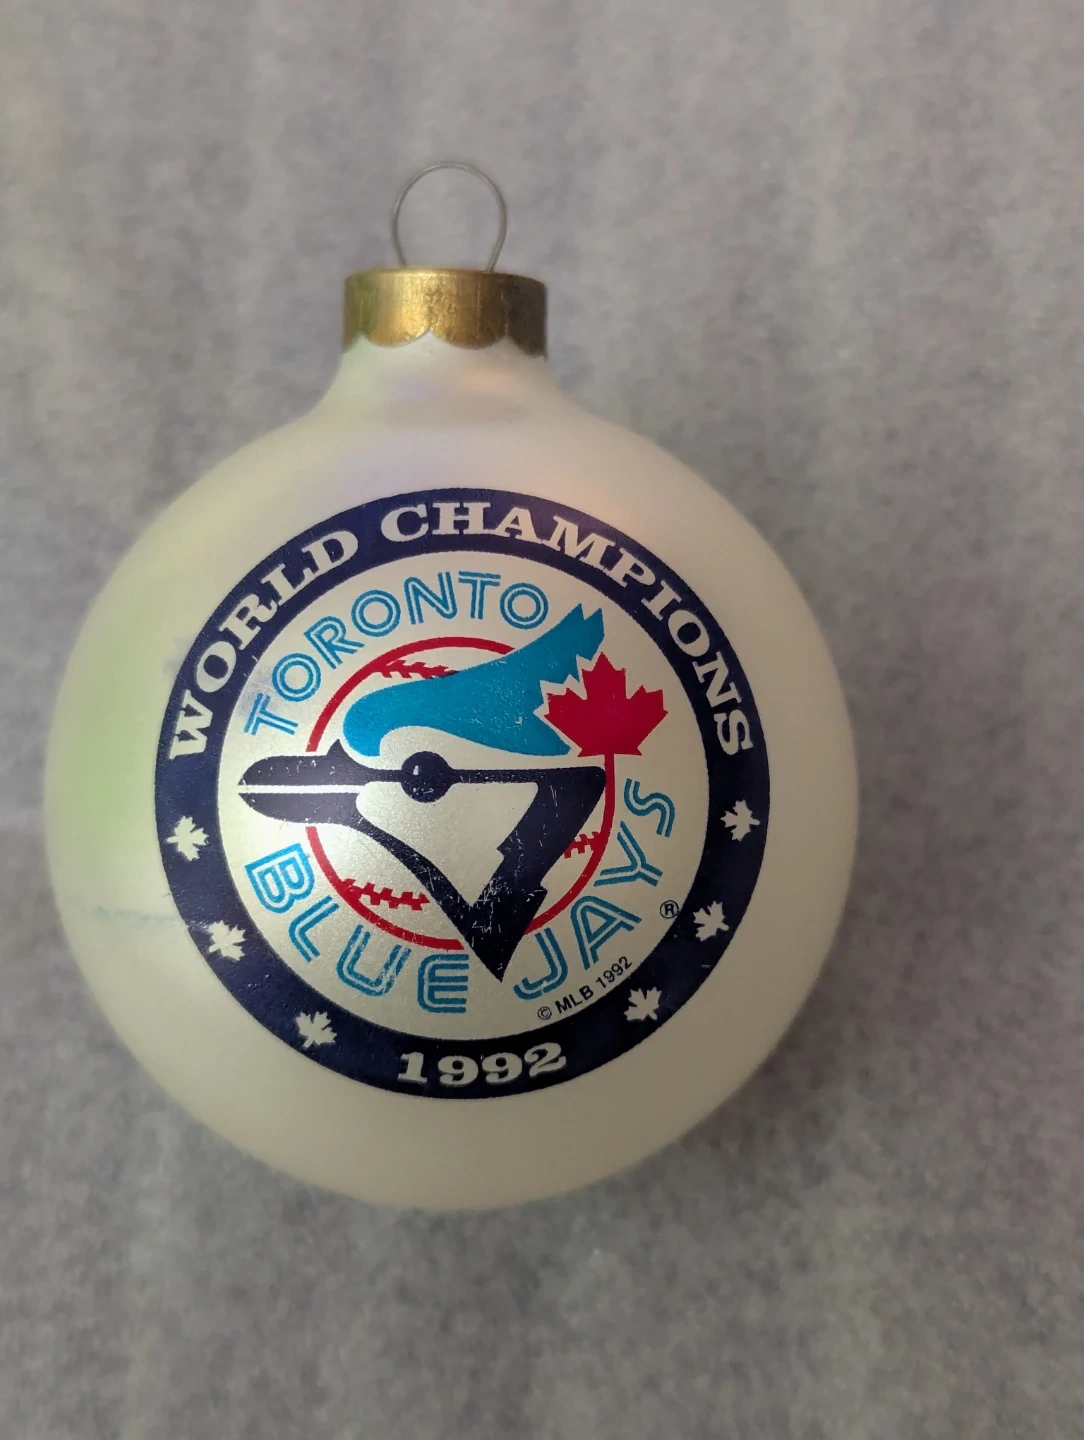 WORLD CHAMPIONS
TORONTO
BLUE JAYS
®
© MLB 1992
1992